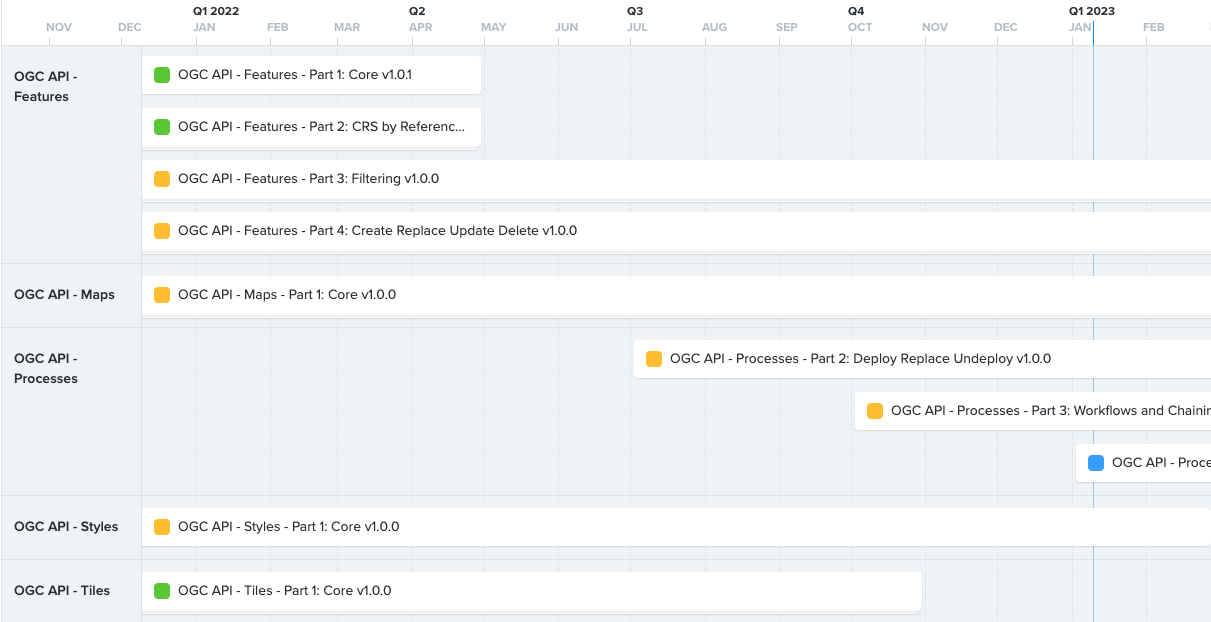 Q1 2022 Q2 Q3 Q4 Q1 2023
NOV DEC JAN FEB MAR APR MAY JUN JUL AUG SEP OCT NOV DEC JAN FEB
OGC API -
Features
OGC API - Features - Part 1: Core v1.0.1
OGC API - Features - Part 2: CRS by Referenc...
OGC API - Features - Part 3: Filtering v1.0.0
OGC API - Features - Part 4: Create Replace Update Delete v1.0.0
OGC API - Maps
OGC API - Maps - Part 1: Core v1.0.0
OGC API -
Processes
OGC API - Processes - Part 2: Deploy Replace Undeploy v1.0.0
OGC API - Processes - Part 3: Workflows and Chainin
OGC API - Proce
OGC API - Styles
OGC API - Styles - Part 1: Core v1.0.0
OGC API - Tiles
OGC API - Tiles - Part 1: Core v1.0.0